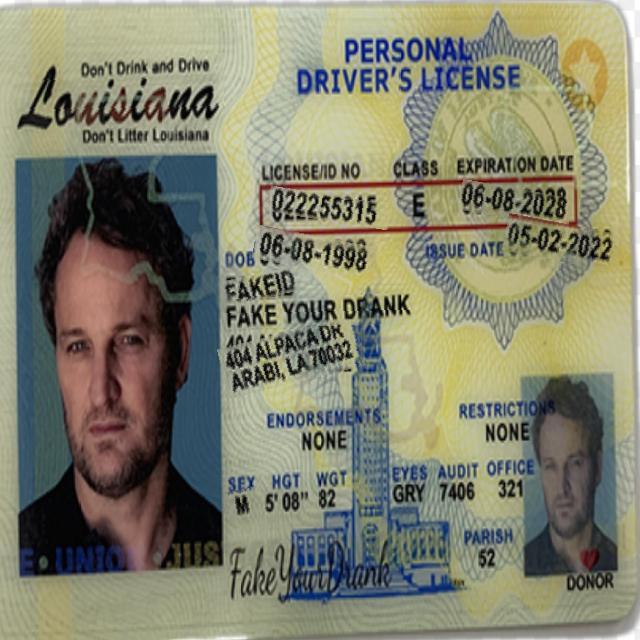 Don't Drink and Drive
Louisiana
Don't Litter Louisiana
PERSONAL
DRIVER'S LICENSE
LICENSE/ID NO CLASS EXPIRATION DATE
022255315 E 06-08-2028
DOB 06-08-1998 ISSUE DATE 05-02-2022
FAKEID
FAKE YOUR DRANK
404 ALPACA DR
ARABI, LA 70032
ENDORSEMENTS RESTRICTIONS
NONE NONE
SEX HGT WGT EYES AUDIT OFFICE
M 5'08" 82 GRY 7406 321
PARISH
52
E UNION JUS
FakeYourDrank
DONOR